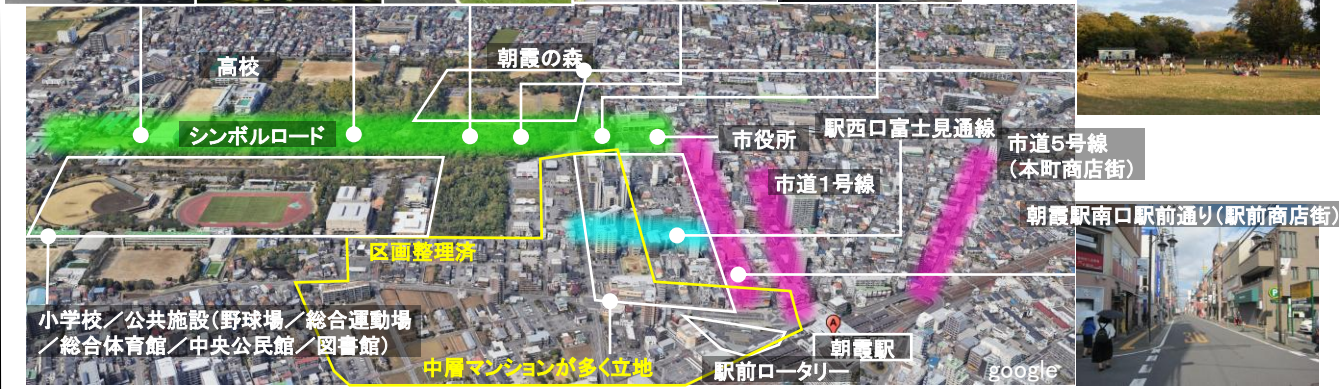 高校
朝霞の森
シンボルロード
市役所
駅西口富士見通線
市道5号線
(本町商店街)
市道1号線
朝霞駅南口駅前通り(駅前商店街)
区画整理済
小学校／公共施設(野球場／総合運動場
／総合体育館／中央公民館／図書館)
中層マンションが多く立地
駅前ロータリー
A
朝霞駅
google
30